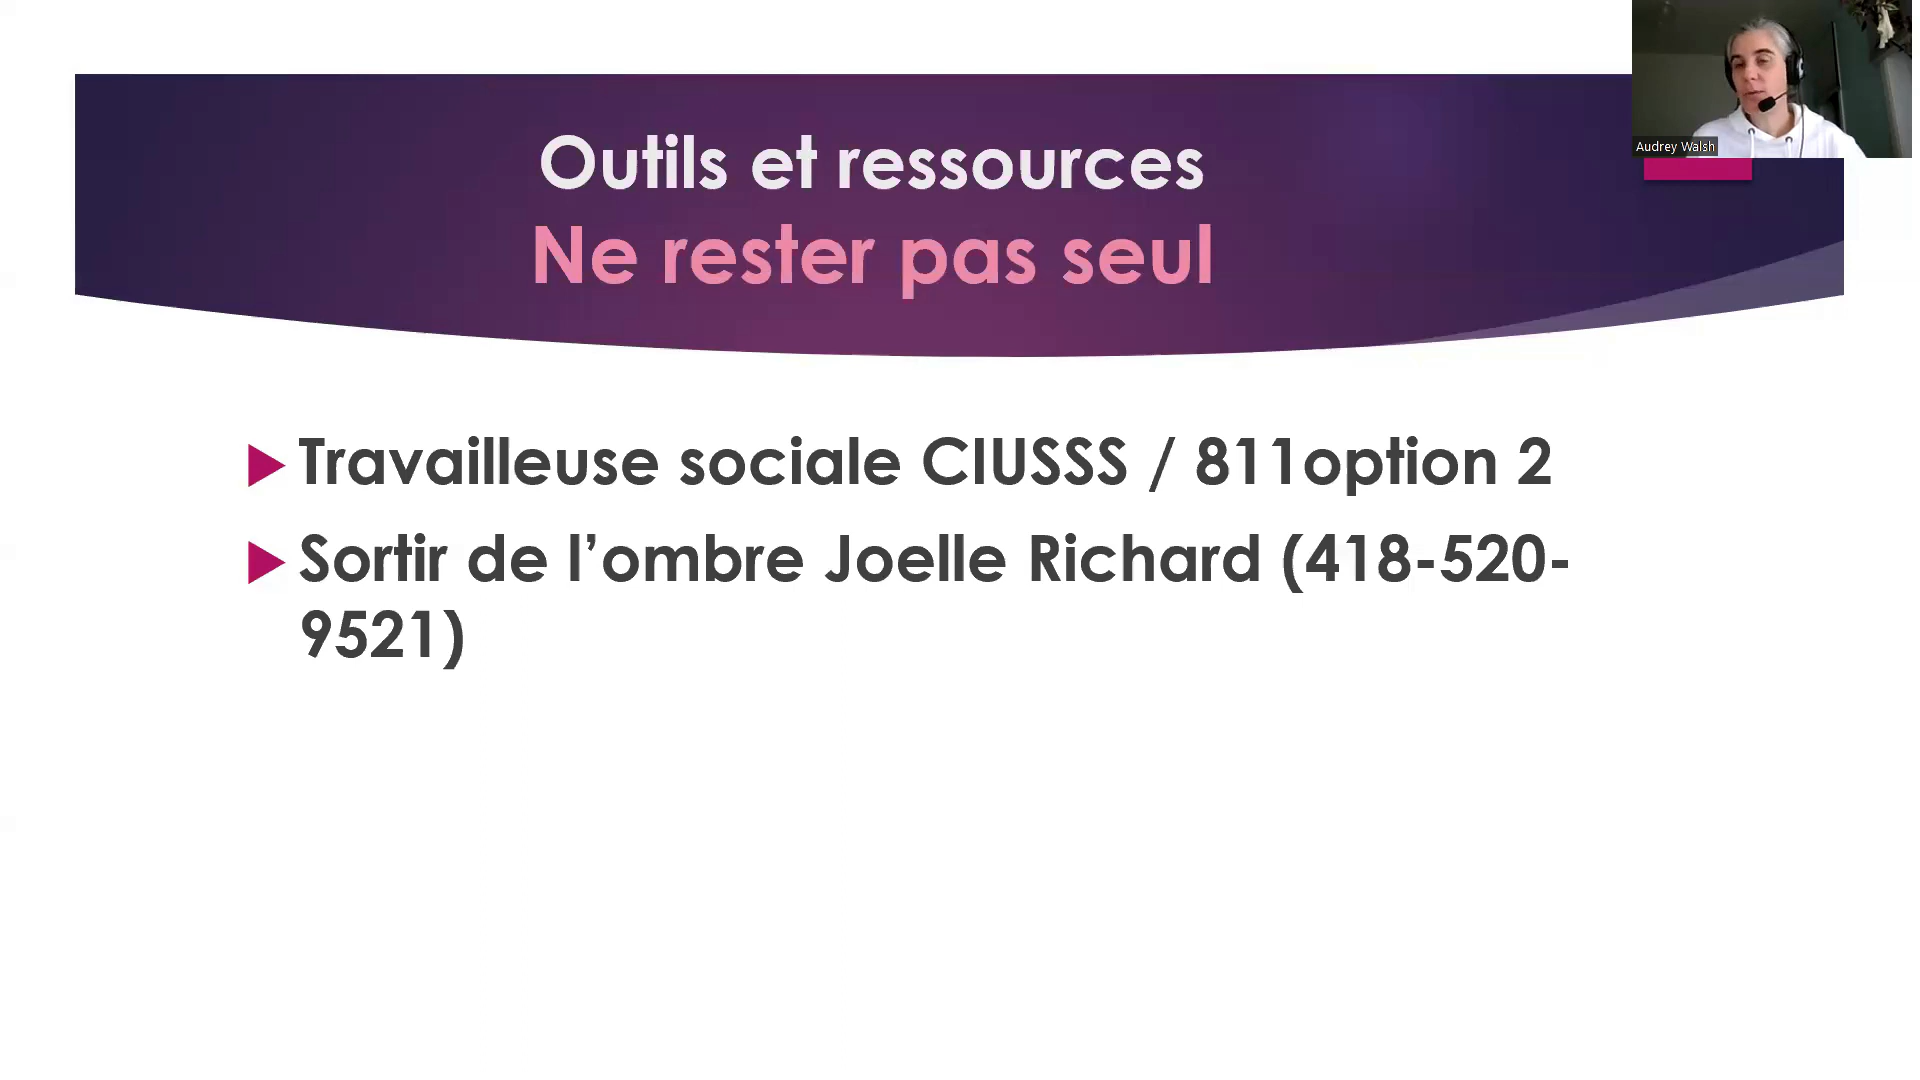 Audrey Walsh
Outils et ressources
Ne rester pas seul
Travailleuse sociale CIUSSS / 811option 2
Sortir de l’ombre Joelle Richard (418-520-
9521)